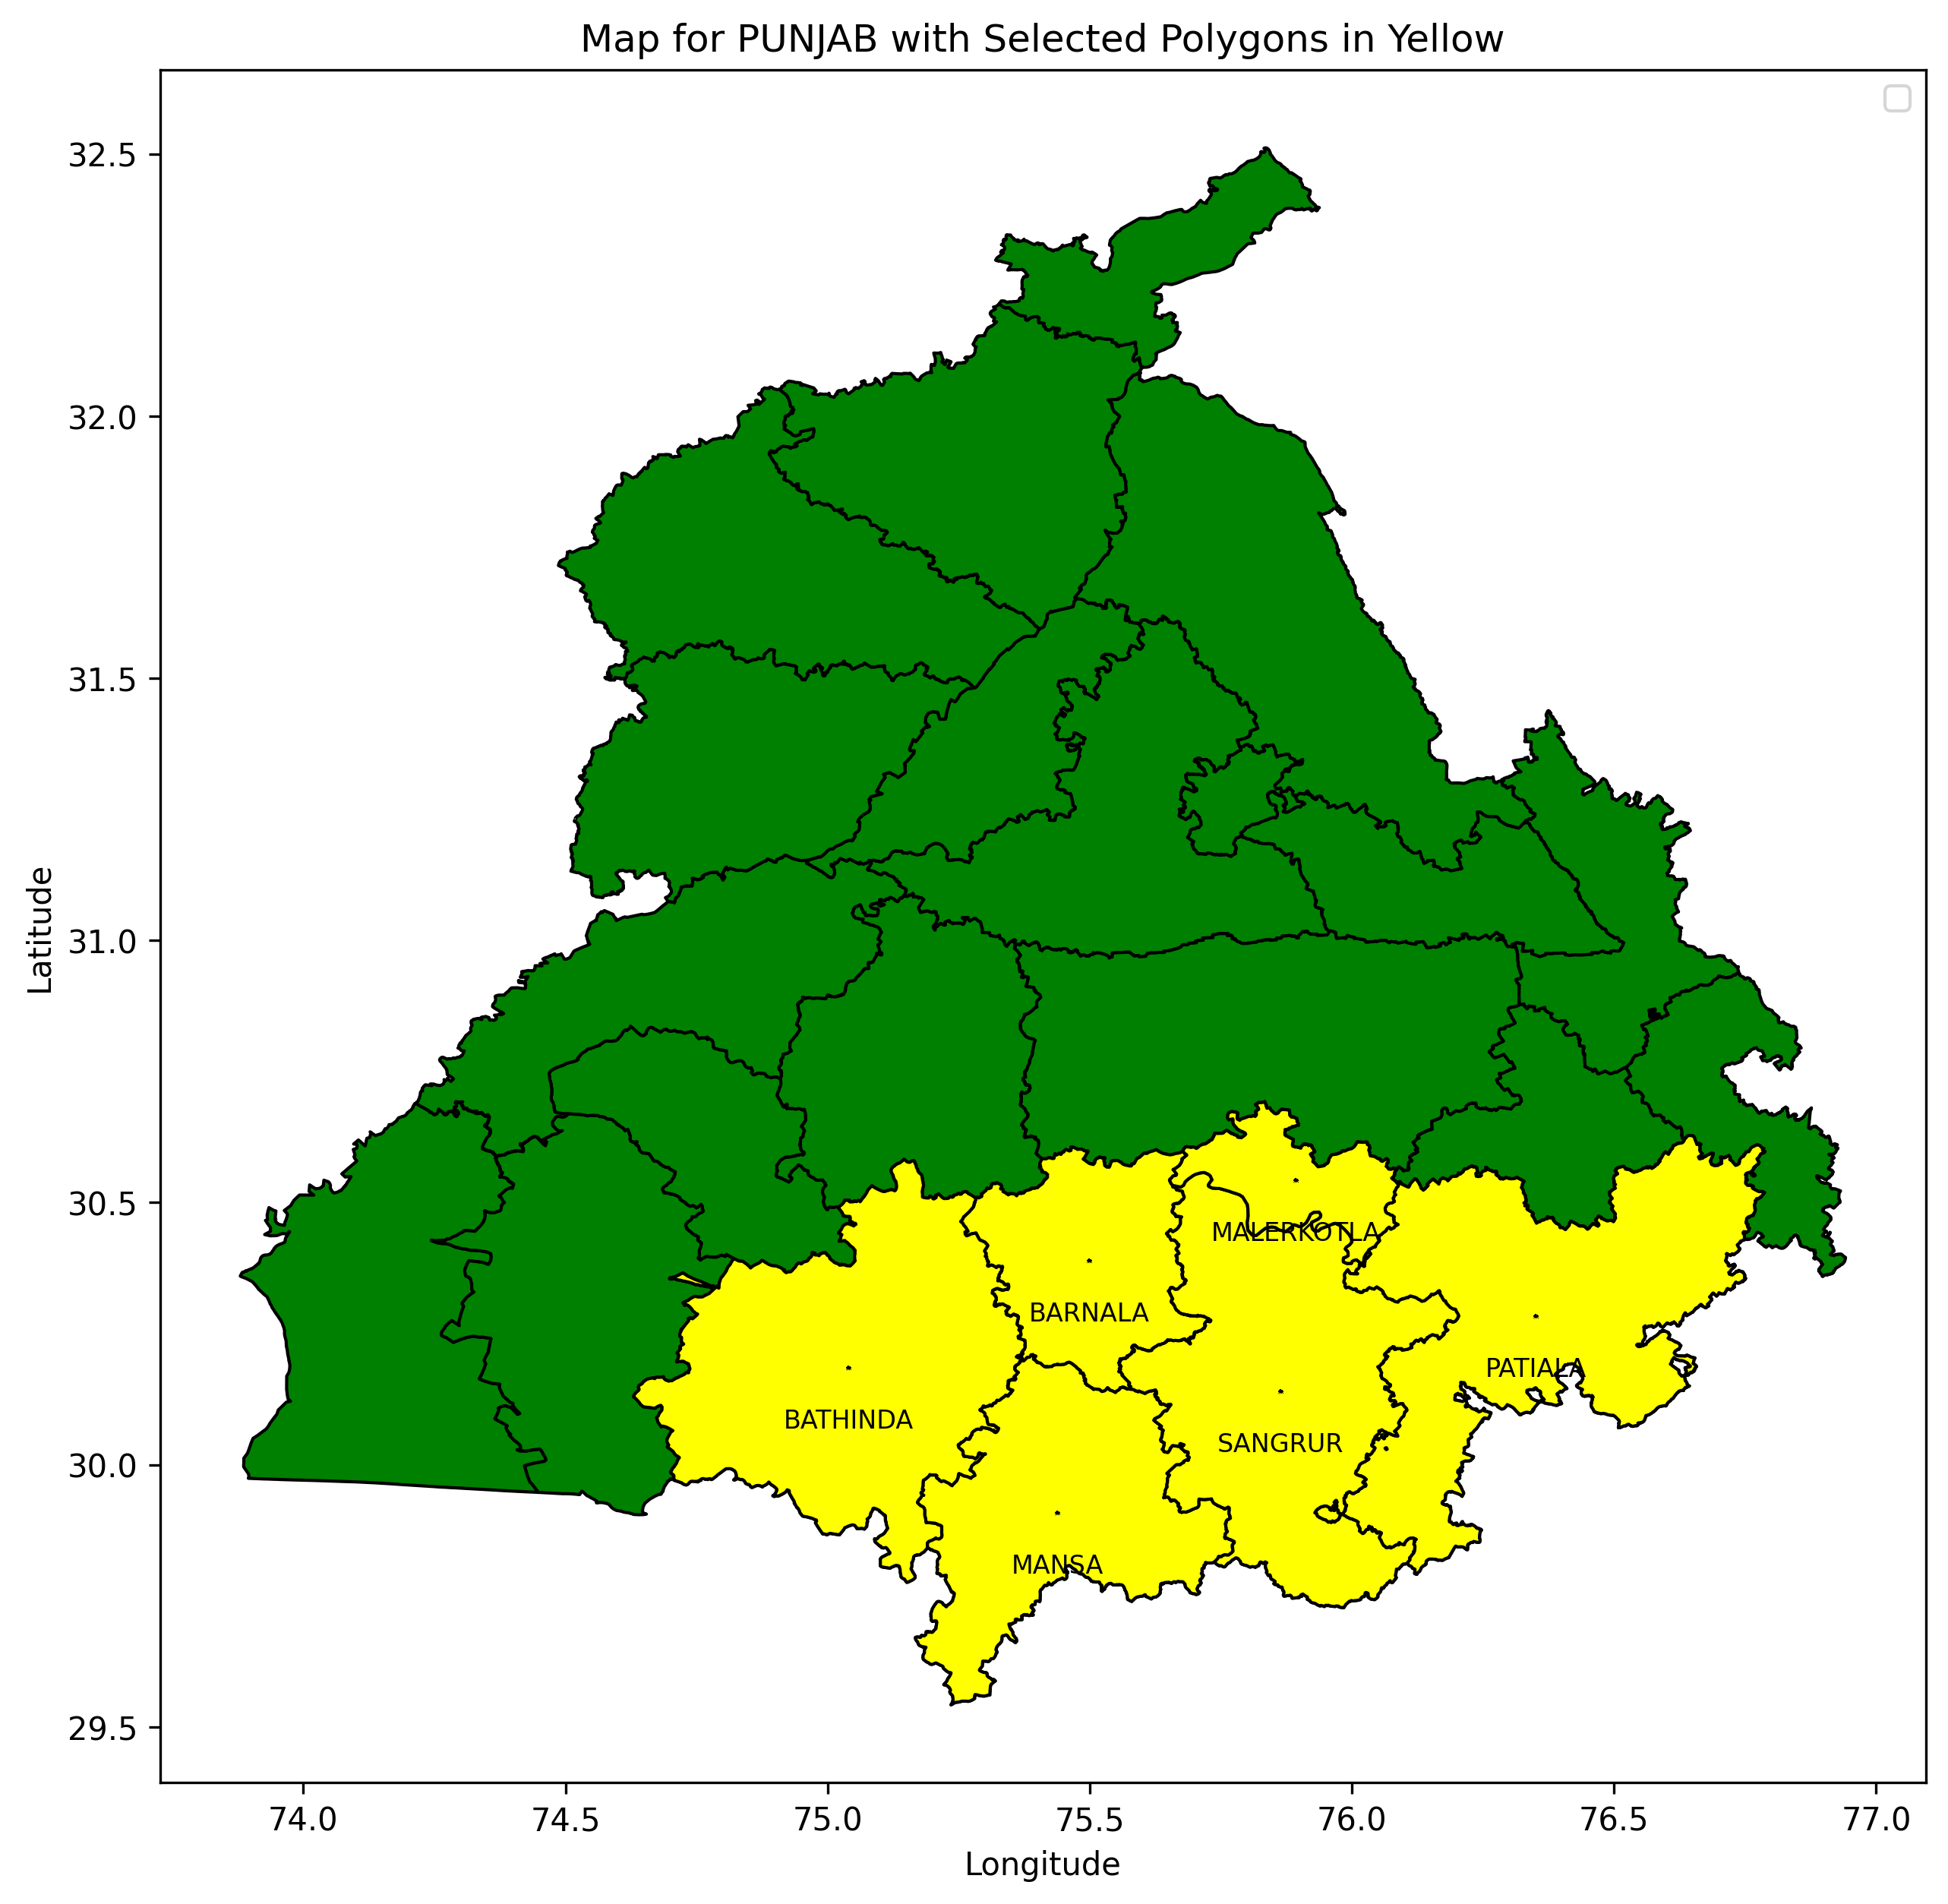 Map for PUNJAB with Selected Polygons in Yellow
32.5
32.0
31.5
31.0
30.5
30.0
29.5
Latitude
MALERKOTLA
BARNALA
PATIALA
BATHINDA
SANGRUR
MANSA
74.0 74.5 75.0 75.5 76.0 76.5 77.0
Longitude